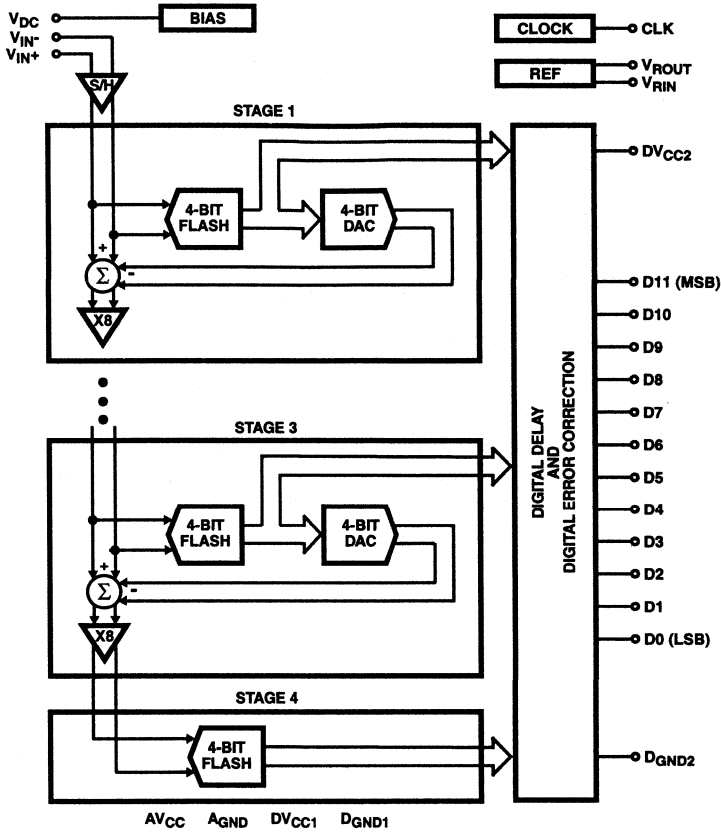 VDC
BIAS
VIN-
VIN+
S/H
CLOCK
CLK
REF
VROUT
VRIN
STAGE 1
4-BIT
FLASH
4-BIT
DAC
+
Σ
-
X8
STAGE 3
4-BIT
FLASH
4-BIT
DAC
+
Σ
-
X8
STAGE 4
4-BIT
FLASH
DIGITAL DELAY
AND
DIGITAL ERROR CORRECTION
DVCC2
D11 (MSB)
D10
D9
D8
D7
D6
D5
D4
D3
D2
D1
D0 (LSB)
DGND2
AVCC AGND DVCC1 DGND1